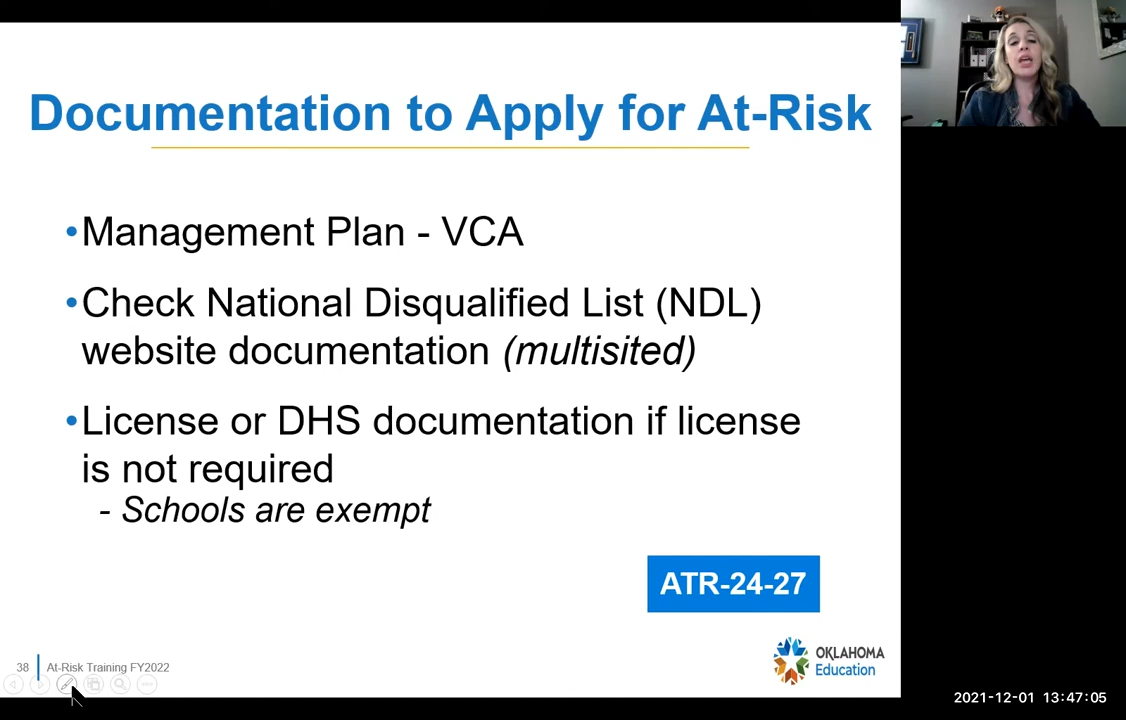 Documentation to Apply for At-Risk
•Management Plan - VCA
•Check National Disqualified List (NDL)
website documentation (multisited)
•License or DHS documentation if license
is not required
- Schools are exempt
ATR-24-27
38 At-Risk Training FY2022
OKLAHOMA
Education
2021-12-01 13:47:05